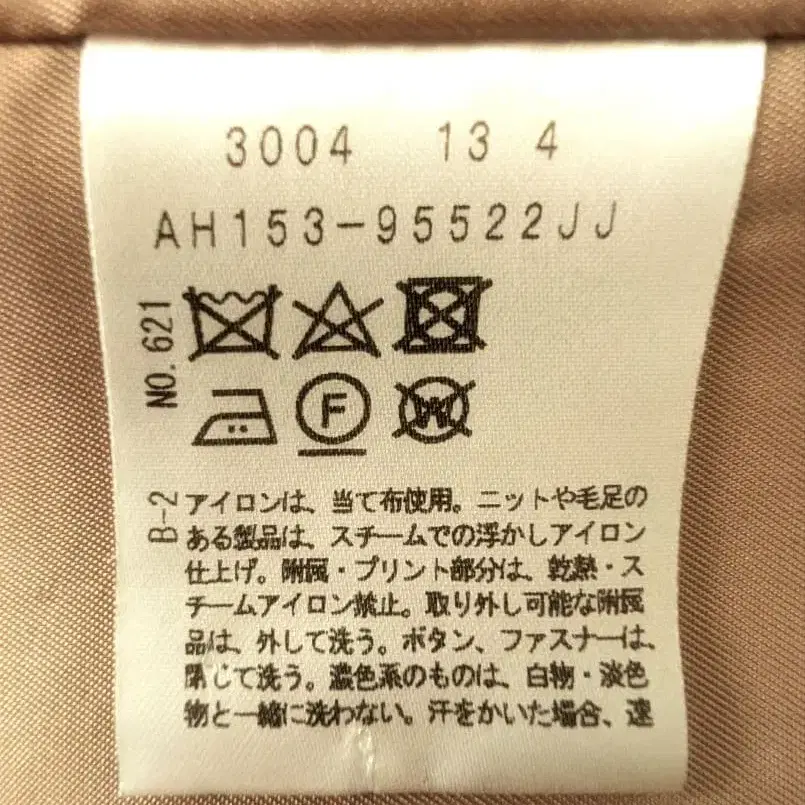 3004 13 4
AH153-95522JJ
NO.621
F
W
B-2
アイロンは、当て布使用。ニットや毛足の
ある製品は、スチームでの浮かしアイロン
仕上げ。附属・プリント部分は、乾熱・ス
チームアイロン禁止。取り外し可能な附属
品は、外して洗う。ボタン、ファスナーは、
閉じて洗う。濃色系のものは、白物・淡色
物と一緒に洗わない。汗をかいた場合、速